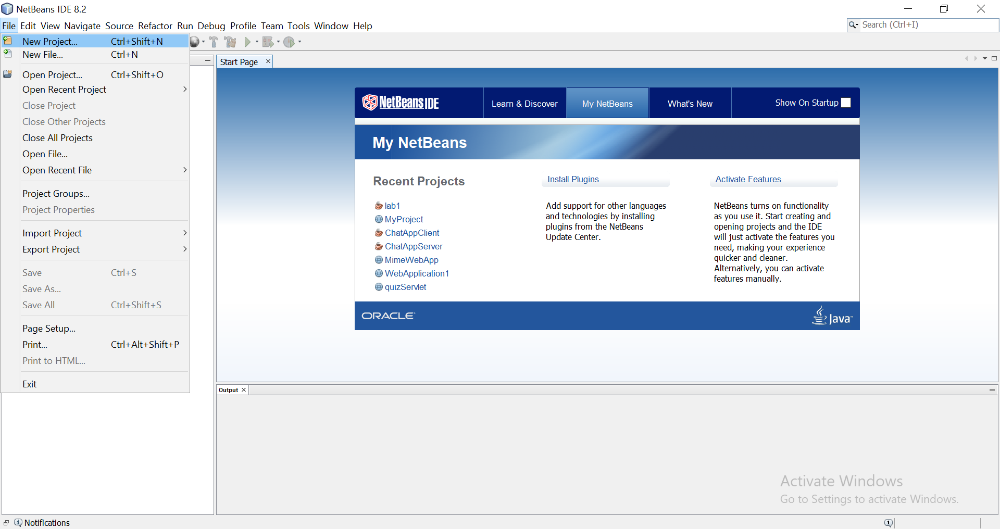 NetBeans IDE 8.2
File Edit View Navigate Source Refactor Run Debug Profile Team Tools Window Help
Search (Ctrl+I)
New Project... Ctrl+Shift+N
New File... Ctrl+N
Open Project... Ctrl+Shift+O
Open Recent Project
Close Project
Close Other Projects
Close All Projects
Open File...
Open Recent File
Project Groups...
Project Properties
Import Project
Export Project
Save Ctrl+S
Save As...
Save All Ctrl+Shift+S
Page Setup...
Print... Ctrl+Alt+Shift+P
Print to HTML...
Exit
Start Page
NetBeans IDE
Learn & Discover
My NetBeans
What's New
Show On Startup
My NetBeans
Recent Projects
lab1
MyProject
ChatAppClient
ChatAppServer
MimeWebApp
WebApplication1
quizServlet
Install Plugins
Add support for other languages
and technologies by installing
plugins from the NetBeans
Update Center.
Activate Features
NetBeans turns on functionality
as you use it. Start creating and
opening projects and the IDE
will just activate the features you
need, making your experience
quicker and cleaner.
Alternatively, you can activate
features manually.
ORACLE
Java
Output
Activate Windows
Go to Settings to activate Windows.
Notifications